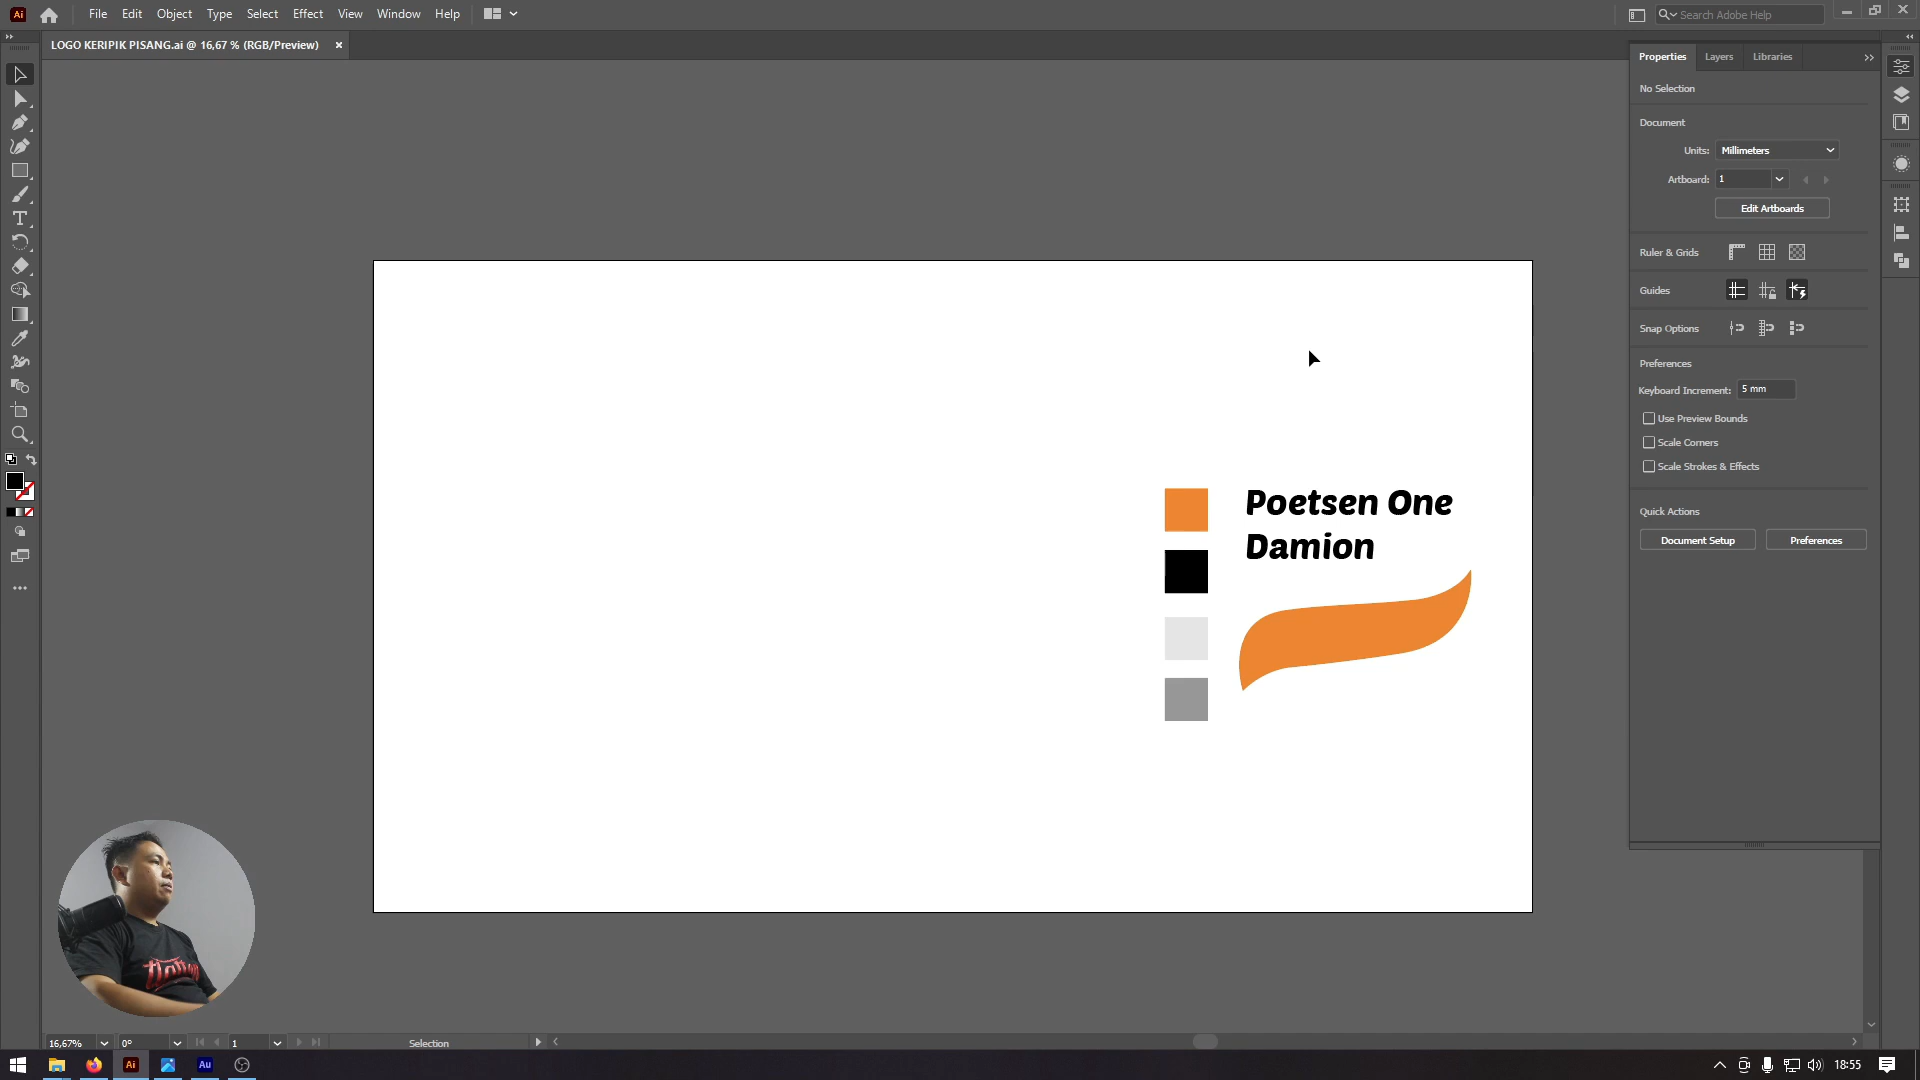 Ai File Edit Object Type Select Effect View Window Help Search Adobe Help
LOGO KERIPIK PISANG.ai @ 16,67 % (RGB/Preview) ×
Properties Layers Libraries
No Selection
Document
Units: Millimeters
Artboard: 1
Edit Artboards
Ruler & Grids
Guides
Snap Options
Preferences
Keyboard Increment: 5 mm
Use Preview Bounds
Scale Corners
Scale Strokes & Effects
Quick Actions
Document Setup Preferences
Poetsen One
Damion
16,67% 0° 1 Selection
Ai Au 18:55